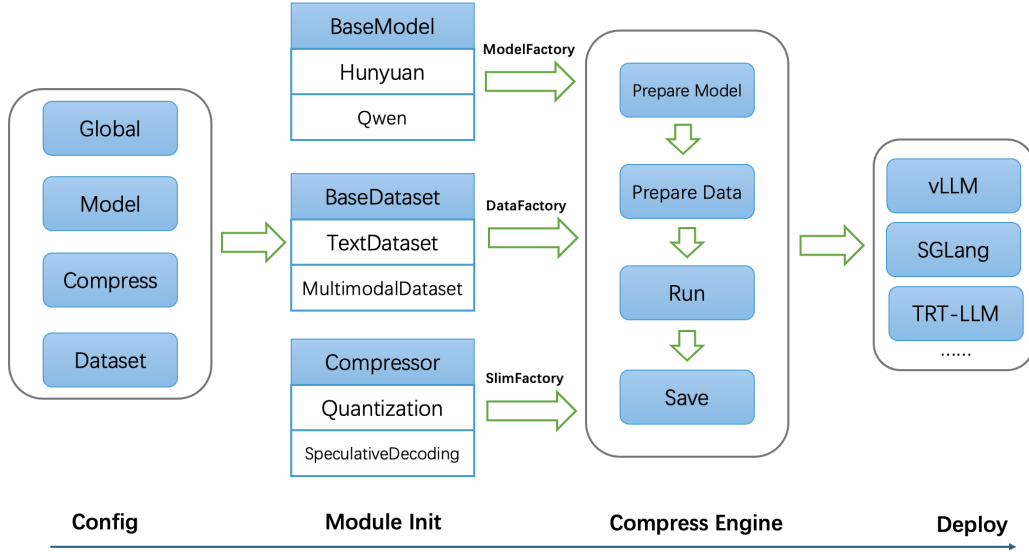 Global
Model
Compress
Dataset
BaseModel
Hunyuan
Qwen
BaseDataset
TextDataset
MultimodalDataset
Compressor
Quantization
SpeculativeDecoding
ModelFactory
DataFactory
SlimFactory
Prepare Model
Prepare Data
Run
Save
vLLM
SGLang
TRT-LLM
......
Config
Module Init
Compress Engine
Deploy